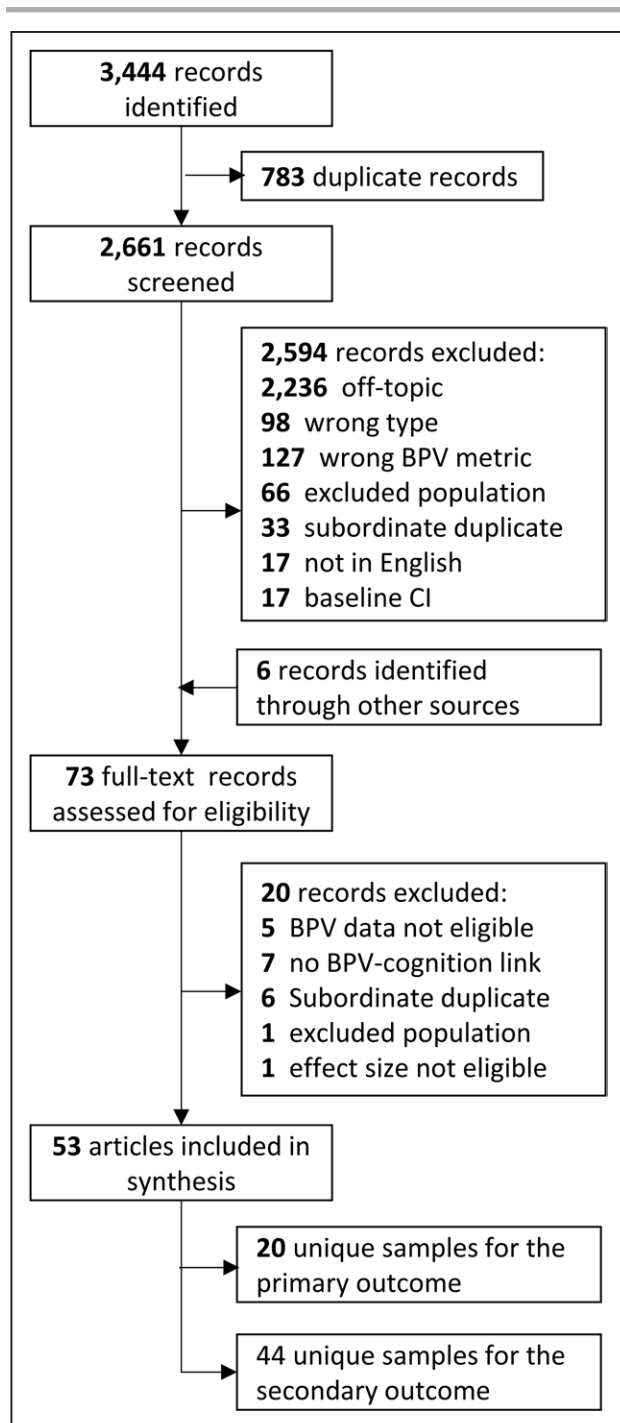 3,444 records
identified
783 duplicate records
2,661 records
screened
2,594 records excluded:
2,236 off-topic
98 wrong type
127 wrong BPV metric
66 excluded population
33 subordinate duplicate
17 not in English
17 baseline CI
6 records identified
through other sources
73 full-text records
assessed for eligibility
20 records excluded:
5 BPV data not eligible
7 no BPV-cognition link
6 Subordinate duplicate
1 excluded population
1 effect size not eligible
53 articles included in
synthesis
20 unique samples for the
primary outcome
44 unique samples for the
secondary outcome